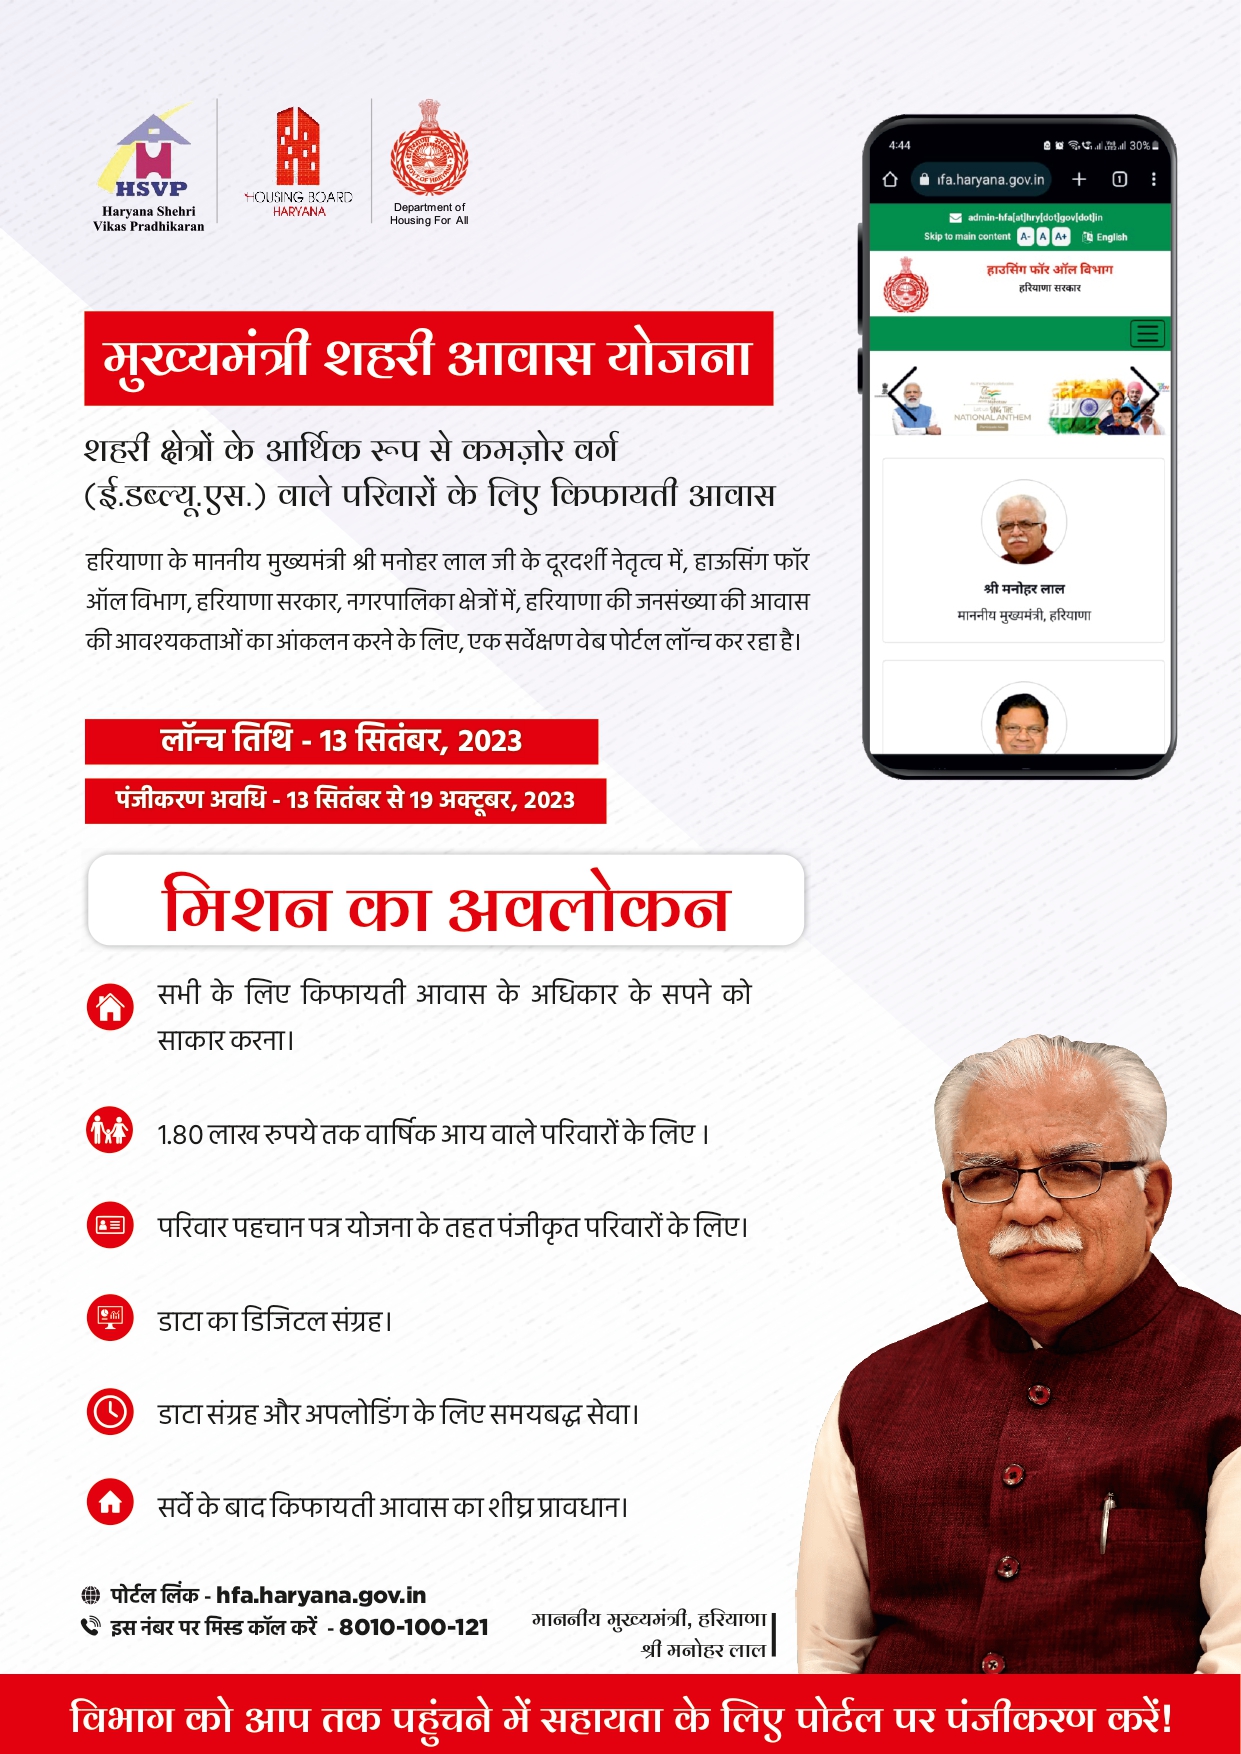 HSVP
Haryana Shehri
Vikas Pradhikaran
HOUSING BOARD
HARYANA
Department of
Housing For All
4:44
30%
ıfa.haryana.gov.in
admin-hfa[at]hry[dot]gov[dot]in
Skip to main content A- A A+ English
हाउसिंग फॉर ऑल विभाग
हरियाणा सरकार
NATIONAL ANTHEM
श्री मनोहर लाल
माननीय मुख्यमंत्री, हरियाणा
मुख्यमंत्री शहरी आवास योजना
शहरी क्षेत्रों के आर्थिक रूप से कमज़ोर वर्ग
(ई.डब्ल्यू.एस.) वाले परिवारों के लिए किफायती आवास
हरियाणा के माननीय मुख्यमंत्री श्री मनोहर लाल जी के दूरदर्शी नेतृत्व में, हाऊसिंग फॉर
ऑल विभाग, हरियाणा सरकार, नगरपालिका क्षेत्रों में, हरियाणा की जनसंख्या की आवास
की आवश्यकताओं का आंकलन करने के लिए, एक सर्वेक्षण वेब पोर्टल लॉन्च कर रहा है।
लॉन्च तिथि - 13 सितंबर, 2023
पंजीकरण अवधि - 13 सितंबर से 19 अक्टूबर, 2023
मिशन का अवलोकन
सभी के लिए किफायती आवास के अधिकार के सपने को
साकार करना।
1.80 लाख रुपये तक वार्षिक आय वाले परिवारों के लिए ।
परिवार पहचान पत्र योजना के तहत पंजीकृत परिवारों के लिए।
डाटा का डिजिटल संग्रह।
डाटा संग्रह और अपलोडिंग के लिए समयबद्ध सेवा।
सर्वे के बाद किफायती आवास का शीघ्र प्रावधान।
पोर्टल लिंक - hfa.haryana.gov.in
इस नंबर पर मिस्ड कॉल करें - 8010-100-121
माननीय मुख्यमंत्री, हरियाणा
श्री मनोहर लाल
विभाग को आप तक पहुंचने में सहायता के लिए पोर्टल पर पंजीकरण करें!